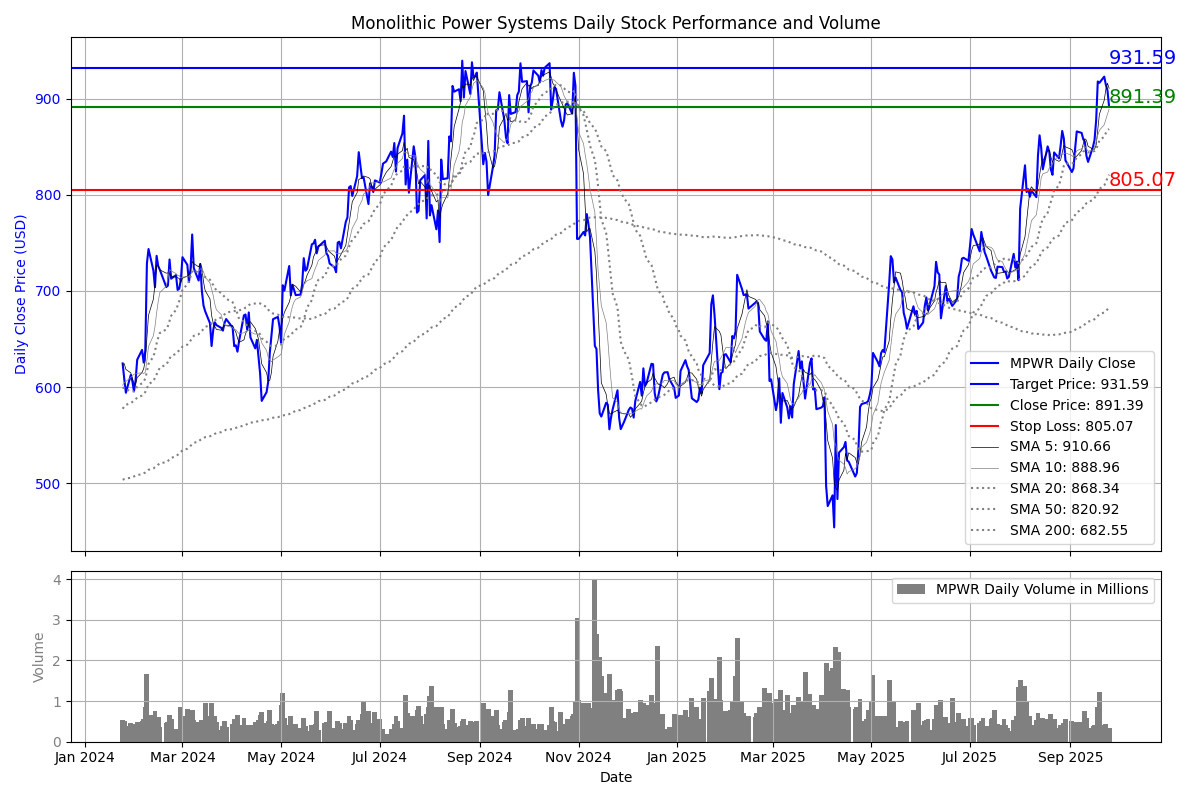 Monolithic Power Systems Daily Stock Performance and Volume
Daily Close Price (USD)
900
800
700
600
500
931.59
891.39
805.07
MPWR Daily Close
Target Price: 931.59
Close Price: 891.39
Stop Loss: 805.07
SMA 5: 910.66
SMA 10: 888.96
SMA 20: 868.34
SMA 50: 820.92
SMA 200: 682.55
Volume
4
3
2
1
0
MPWR Daily Volume in Millions
Jan 2024 Mar 2024 May 2024 Jul 2024 Sep 2024 Nov 2024 Jan 2025 Mar 2025 May 2025 Jul 2025 Sep 2025
Date